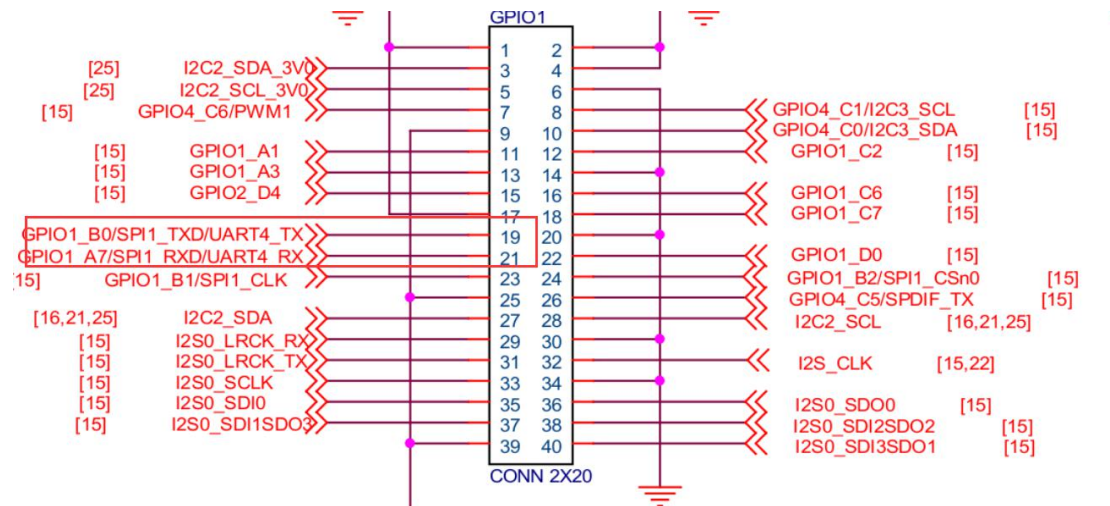 GPIO1
1 2
[25] I2C2_SDA_3V0 3 4
[25] I2C2_SCL_3V0 5 6
[15] GPIO4_C6/PWM1 7 8 GPIO4_C1/I2C3_SCL [15]
9 10 GPIO4_C0/I2C3_SDA [15]
[15] GPIO1_A1 11 12 GPIO1_C2 [15]
[15] GPIO1_A3 13 14
[15] GPIO2_D4 15 16 GPIO1_C6 [15]
17 18 GPIO1_C7 [15]
GPIO1_B0/SPI1_TXD/UART4_TX 19 20
GPIO1_A7/SPI1_RXD/UART4_RX 21 22 GPIO1_D0 [15]
15] GPIO1_B1/SPI1_CLK 23 24 GPIO1_B2/SPI1_CSn0 [15]
25 26 GPIO4_C5/SPDIF_TX [15]
[16,21,25] I2C2_SDA 27 28 I2C2_SCL [16,21,25]
[15] I2S0_LRCK_RX 29 30
[15] I2S0_LRCK_TX 31 32 I2S_CLK [15,22]
[15] I2S0_SCLK 33 34
[15] I2S0_SDI0 35 36 I2S0_SDO0 [15]
[15] I2S0_SDI1SDO3 37 38 I2S0_SDI2SDO2 [15]
39 40 I2S0_SDI3SDO1 [15]
CONN 2X20